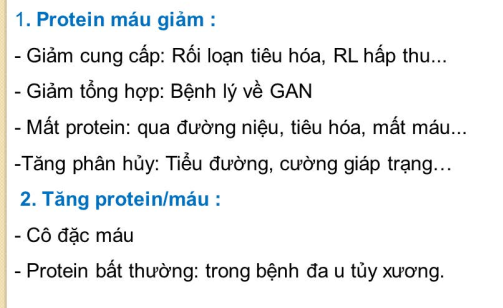 1. Protein máu giảm :
- Giảm cung cấp: Rối loạn tiêu hóa, RL hấp thu...
- Giảm tổng hợp: Bệnh lý về GAN
- Mất protein: qua đường niệu, tiêu hóa, mất máu...
-Tăng phân hủy: Tiểu đường, cường giáp trạng...
2. Tăng protein/máu :
- Cô đặc máu
- Protein bất thường: trong bệnh đa u tủy xương.